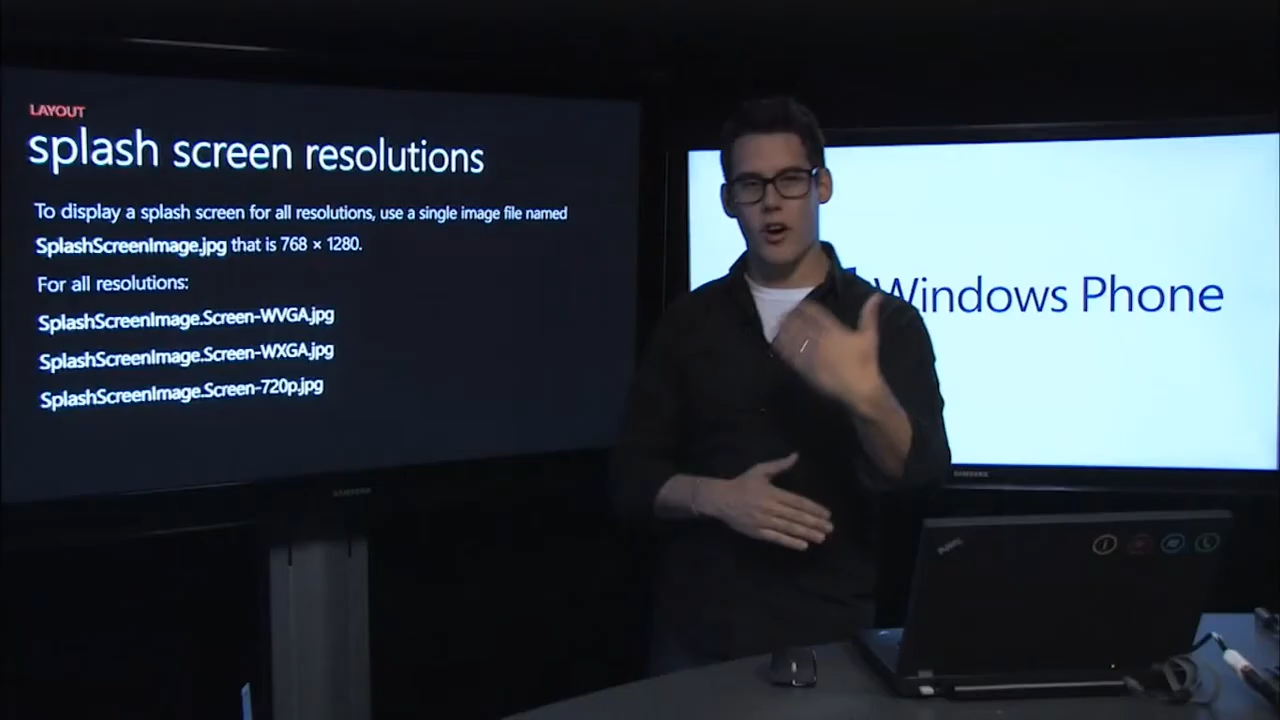 LAYOUT
splash screen resolutions
To display a splash screen for all resolutions, use a single image file named
SplashScreenImage.jpg that is 768 × 1280.
For all resolutions:
SplashScreenImage.Screen-WVGA.jpg
SplashScreenImage.Screen-WXGA.jpg
SplashScreenImage.Screen-720p.jpg
SAMSUNG
Windows Phone
SAMSUNG